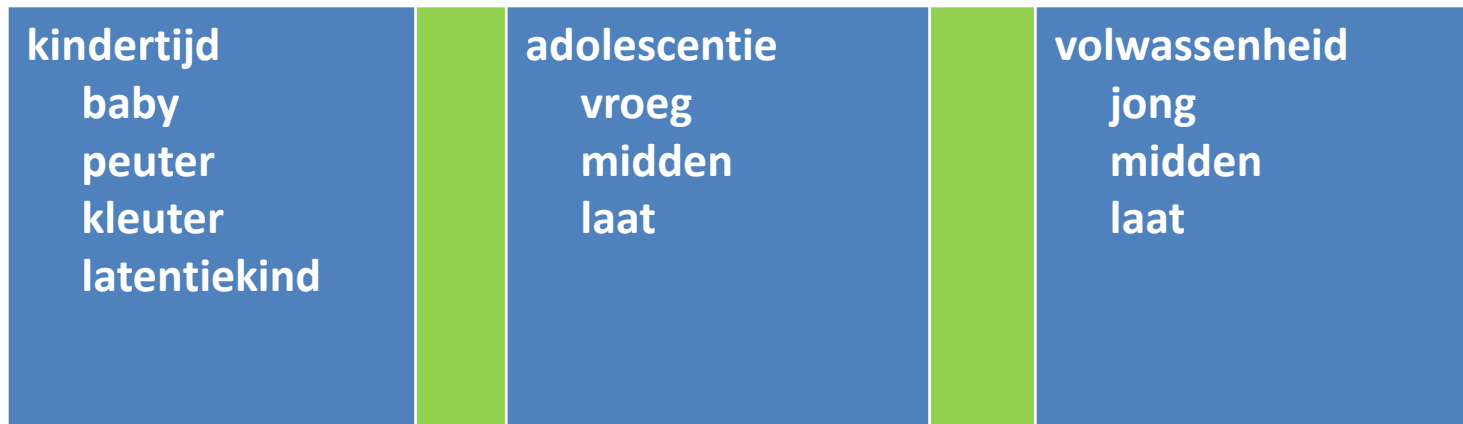 kindertijd
baby
peuter
kleuter
latentiekind
adolescentie
vroeg
midden
laat
volwassenheid
jong
midden
laat